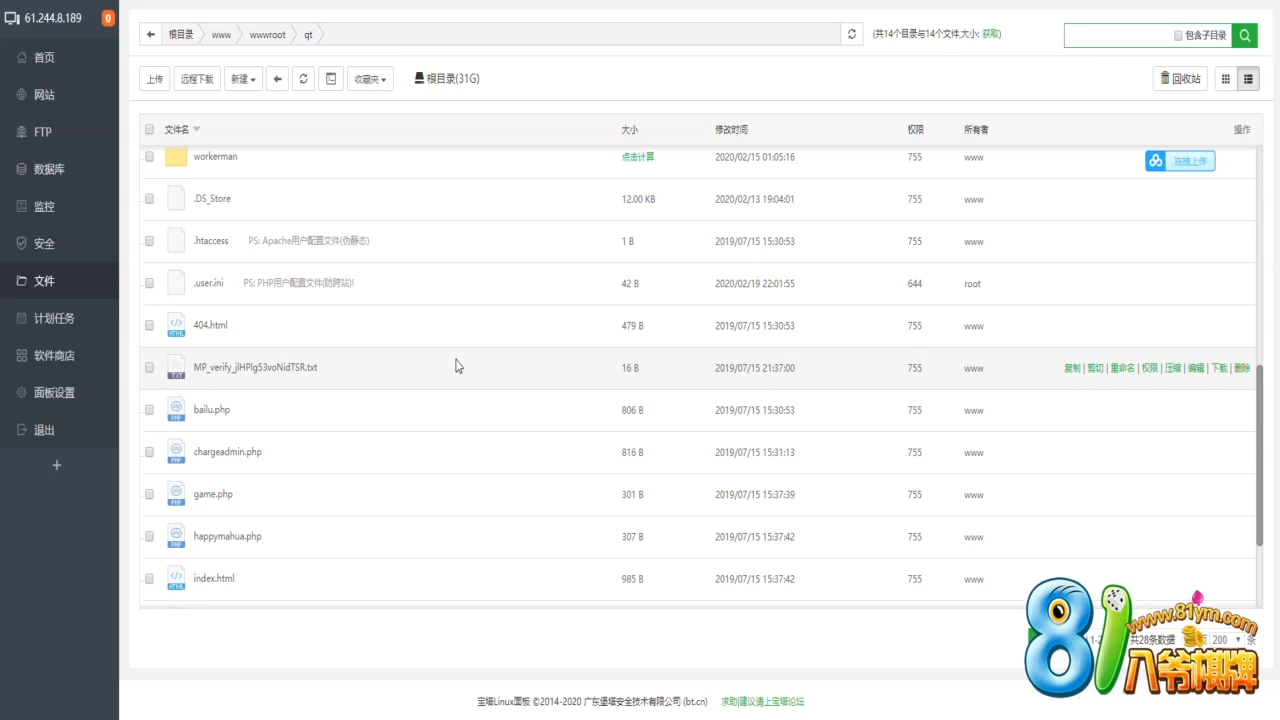 61.244.8.189
0
首页
网站
FTP
数据库
监控
安全
文件
计划任务
软件商店
面板设置
退出
+
根目录 www wwwroot qt
(共14个目录与14个文件,大小: 获取)
包含子目录
上传 远程下载 新建 收藏夹 根目录(31G) 回收站
文件名 大小 修改时间 权限 所有者 操作
workerman 点击计算 2020/02/15 01:05:16 755 www
拖拽上传
.DS_Store 12.00 KB 2020/02/13 19:04:01 755 www
.htaccess PS: Apache用户配置文件(伪静态) 1 B 2019/07/15 15:30:53 755 www
.user.ini PS: PHP用户配置文件(防跨站)! 42 B 2020/02/19 22:01:55 644 root
HTML 404.html 479 B 2019/07/15 15:30:53 755 www
TXT MP_verify_jlHPlg53voNidTSR.txt 16 B 2019/07/15 21:37:00 755 www 复制 | 剪切 | 重命名 | 权限 | 压缩 | 编辑 | 下载 | 删除
PHP bailu.php 806 B 2019/07/15 15:30:53 755 www
PHP chargeadmin.php 816 B 2019/07/15 15:31:13 755 www
PHP game.php 301 B 2019/07/15 15:37:39 755 www
PHP happymahua.php 307 B 2019/07/15 15:37:42 755 www
HTML index.html 985 B 2019/07/15 15:37:42 755 www
共28条数据 200 条
81
www.81ym.com
八爷棋牌
宝塔Linux面板 ©2014-2020 广东堡塔安全技术有限公司 (bt.cn) 求助|建议请上宝塔论坛